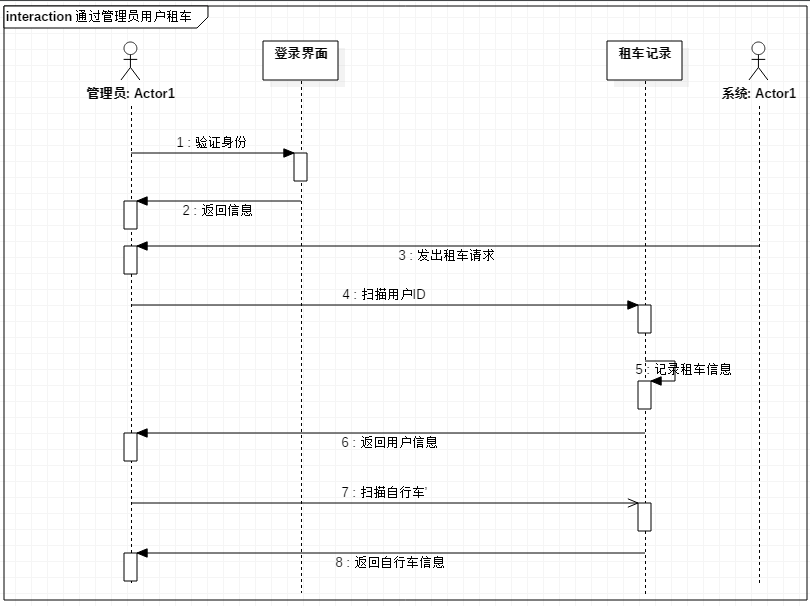 interaction 通过管理员用户租车
登录界面
租车记录
管理员: Actor1
系统: Actor1
1 : 验证身份
2 : 返回信息
3 : 发出租车请求
4 : 扫描用户ID
5 : 记录租车信息
6 : 返回用户信息
7 : 扫描自行车'
8 : 返回自行车信息